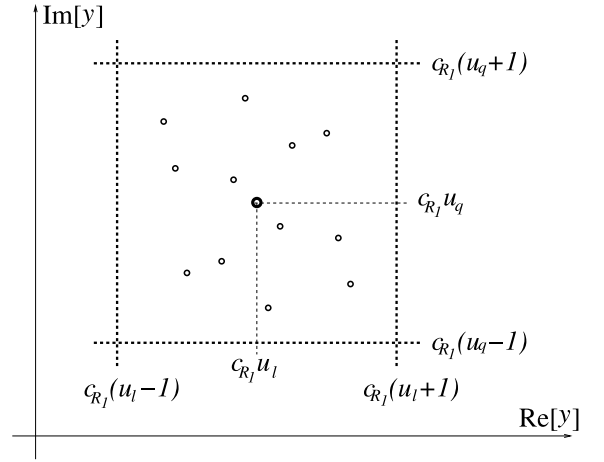 Im[y]
c_{R_1}(u_q+1)
c_{R_1}u_q
c_{R_1}(u_q−1)
c_{R_1}u_l
c_{R_1}(u_l−1) c_{R_1}(u_l+1)
Re[y]